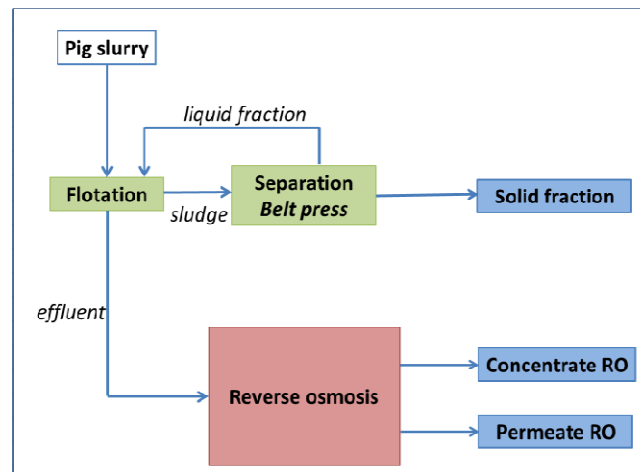 Pig slurry
liquid fraction
Flotation
sludge
Separation
Belt press
Solid fraction
effluent
Reverse osmosis
Concentrate RO
Permeate RO